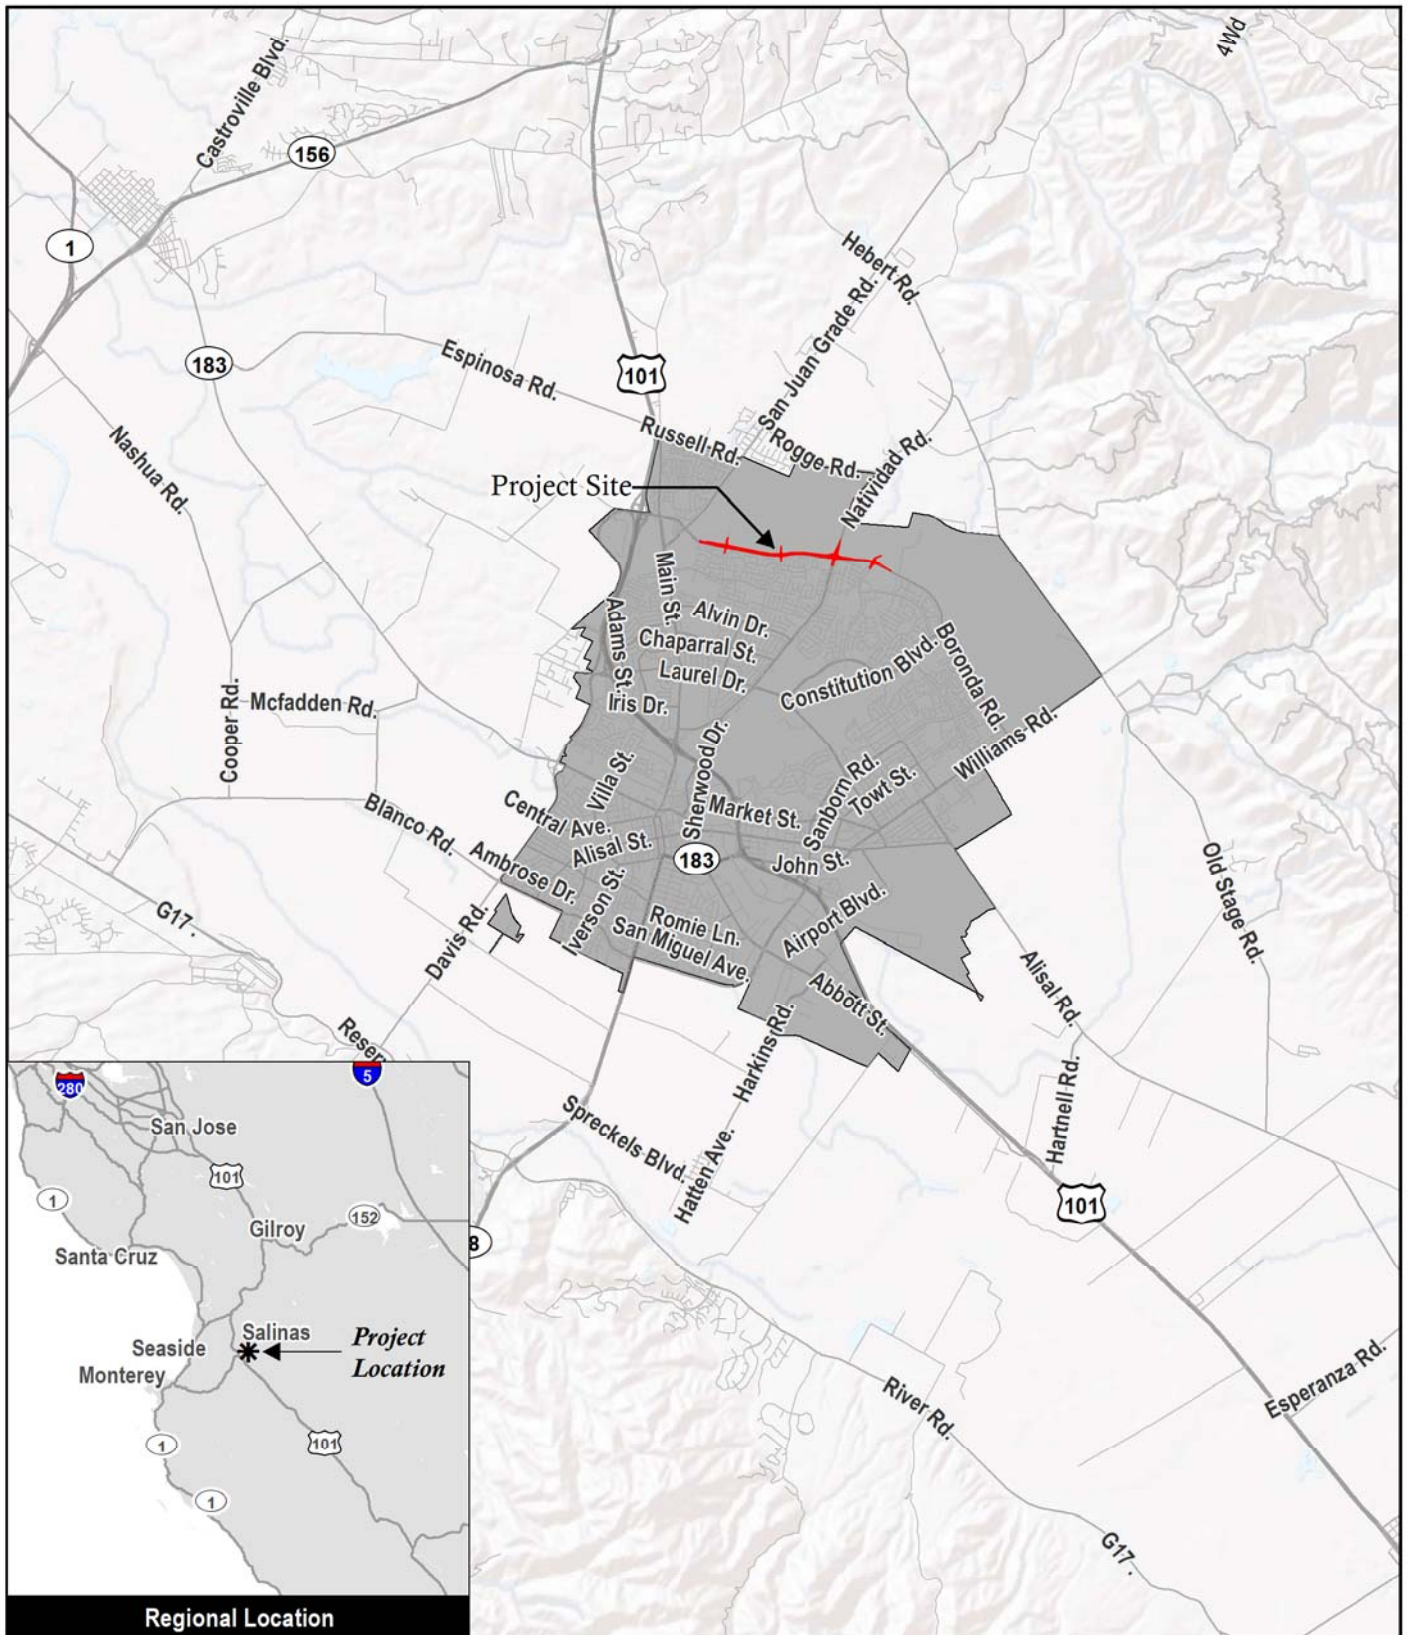 4Wd
Castroville Blvd.
156
1
Hebert Rd.
San Juan Grade Rd.
183
Espinosa Rd.
101
Russell Rd.
Rogge Rd.
Natividad Rd.
Nashua Rd.
Project Site
Main St.
Adams St.
Alvin Dr.
Chaparral St.
Laurel Dr.
Iris Dr.
Constitution Blvd.
Boronda Rd.
Williams Rd.
Cooper Rd.
Mcfadden Rd.
Villa St.
Sherwood Dr.
Sanborn Rd.
Towt St.
Market St.
Central Ave.
Blanco Rd.
Alisal St.
183
John St.
Ambrose Dr.
Iverson St.
Old Stage Rd.
G17 .
Davis Rd.
Romie Ln.
San Miguel Ave.
Airport Blvd.
Abbott St.
Alisal Rd.
Harkins Rd.
Hartnell Rd.
Spreckels Blvd.
Hatten Ave.
101
8
River Rd.
Esperanza Rd.
G17 .
280
5
San Jose
101
1
152
Gilroy
Santa Cruz
Salinas
Seaside
Monterey
Project
Location
1
101
1
Regional Location